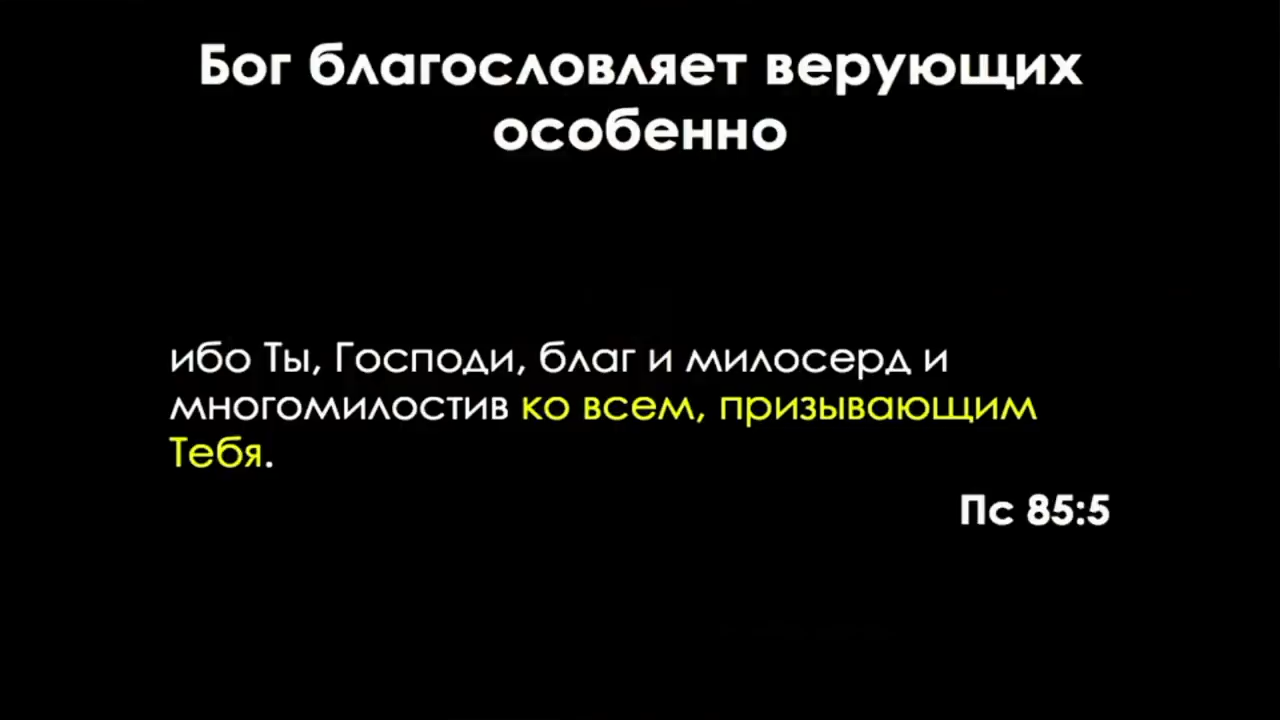 Бог благословляет верующих
особенно
ибо Ты, Господи, благ и милосерд и
многомилостив ко всем, призывающим
Тебя.
Пс 85:5